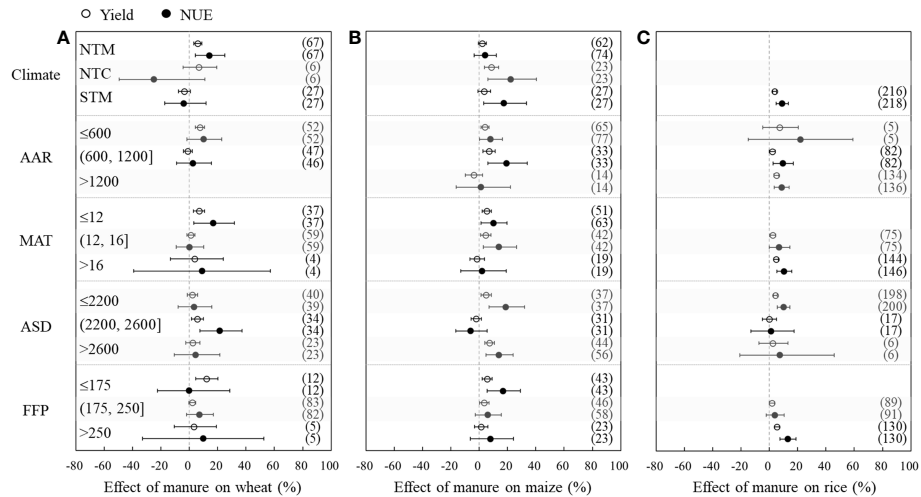 Yield NUE
A B C
Climate
NTM (67) (62)
(67) (74)
NTC (6) (23)
(6) (23)
STM (27) (27) (216)
(27) (27) (218)
AAR
≤600 (52) (65) (5)
(52) (77) (5)
(600, 1200] (47) (33) (82)
(46) (33) (82)
>1200 (14) (134)
(14) (136)
MAT
≤12 (37) (51)
(37) (63)
(12, 16] (59) (42) (75)
(59) (42) (75)
>16 (4) (19) (144)
(4) (19) (146)
ASD
≤2200 (40) (37) (198)
(39) (37) (200)
(2200, 2600] (34) (31) (17)
(34) (31) (17)
>2600 (23) (44) (6)
(23) (56) (6)
FFP
≤175 (12) (43)
(12) (43)
(175, 250] (83) (46) (89)
(82) (58) (91)
>250 (5) (23) (130)
(5) (23) (130)
-80 -60 -40 -20 0 20 40 60 80 100 -80 -60 -40 -20 0 20 40 60 80 100 -80 -60 -40 -20 0 20 40 60 80 100
Effect of manure on wheat (%) Effect of manure on maize (%) Effect of manure on rice (%)